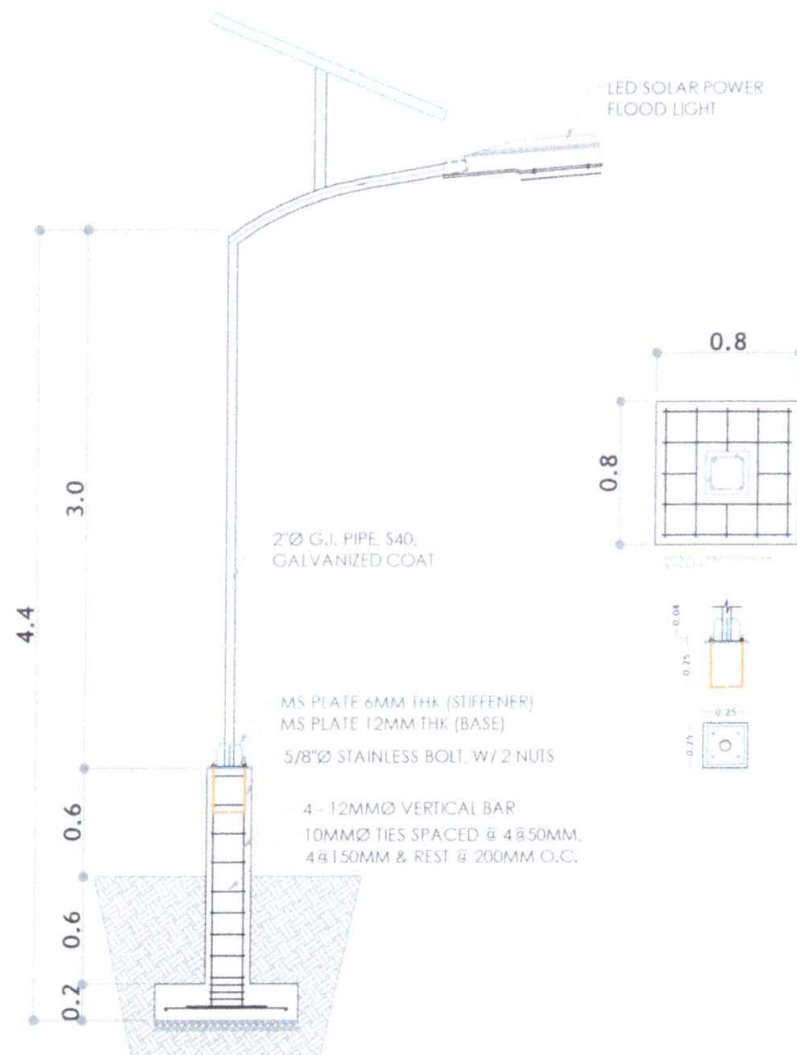 LED SOLAR POWER
FLOOD LIGHT
0.8
0.8
3.0
4.4
2"Ø G.I. PIPE, S40,
GALVANIZED COAT
0.04
0.25
0.25
0.25
MS PLATE 6MM THK (STIFFENER)
MS PLATE 12MM THK (BASE)
5/8"Ø STAINLESS BOLT, W/ 2 NUTS
0.6
4 - 12MMØ VERTICAL BAR
10MMØ TIES SPACED @ 4@50MM,
4@150MM & REST @ 200MM O.C.
0.6
0.2